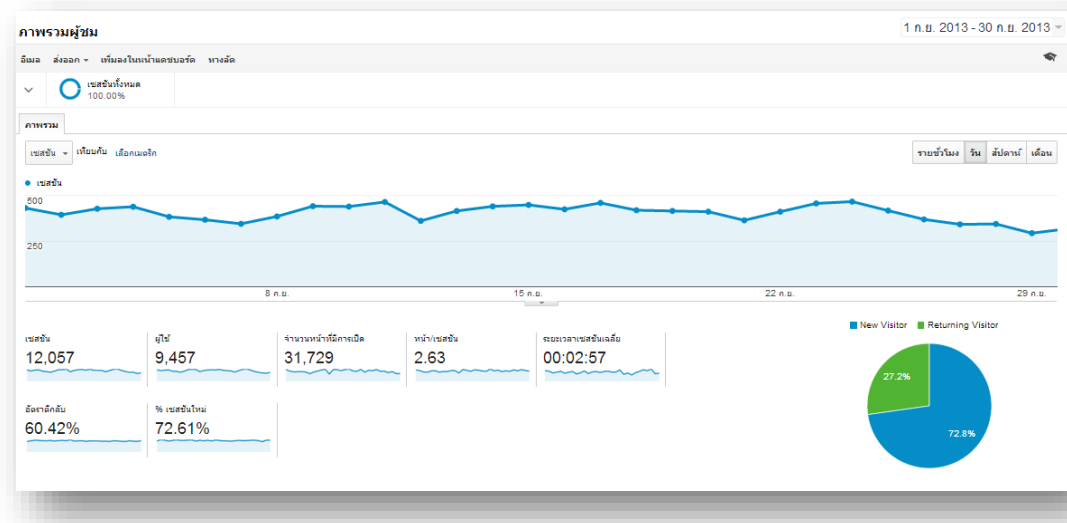 ภาพรวมผู้ชม
1 ก.ย. 2013 - 30 ก.ย. 2013
อีเมล ส่งออก เพิ่มลงในหน้าแดชบอร์ด ทางลัด
เซสชันทั้งหมด
100.00%
ภาพรวม
เซสชัน เทียบกับ เลือกเมตริก
รายชั่วโมง วัน สัปดาห์ เดือน
เซสชัน
500
250
8 ก.ย. 15 ก.ย. 22 ก.ย. 29 ก.ย.
New Visitor Returning Visitor
เซสชัน ผู้ใช้ จำนวนหน้าที่มีการเปิด หน้า/เซสชัน ระยะเวลาเซสชันเฉลี่ย
12,057 9,457 31,729 2.63 00:02:57
27.2%
72.8%
อัตราตีกลับ % เซสชันใหม่
60.42% 72.61%